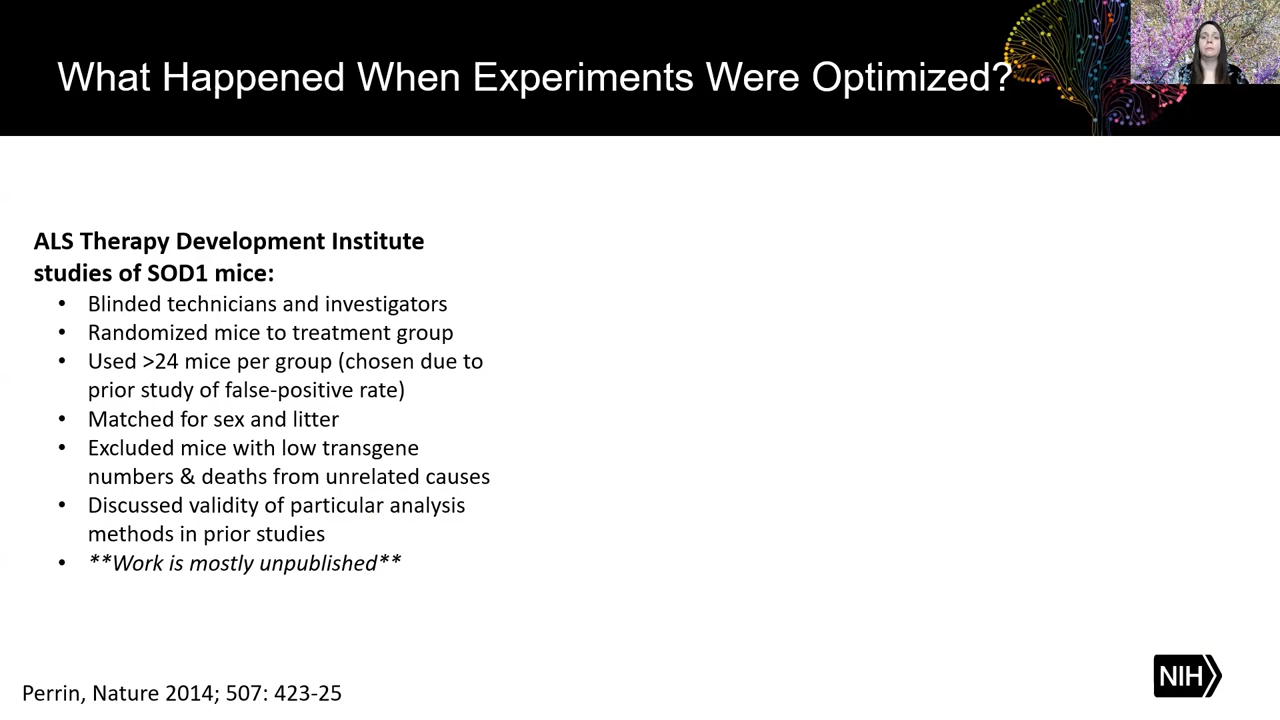 What Happened When Experiments Were Optimized?
ALS Therapy Development Institute
studies of SOD1 mice:
• Blinded technicians and investigators
• Randomized mice to treatment group
• Used >24 mice per group (chosen due to
prior study of false-positive rate)
• Matched for sex and litter
• Excluded mice with low transgene
numbers & deaths from unrelated causes
• Discussed validity of particular analysis
methods in prior studies
• **Work is mostly unpublished**
NIH
Perrin, Nature 2014; 507: 423-25